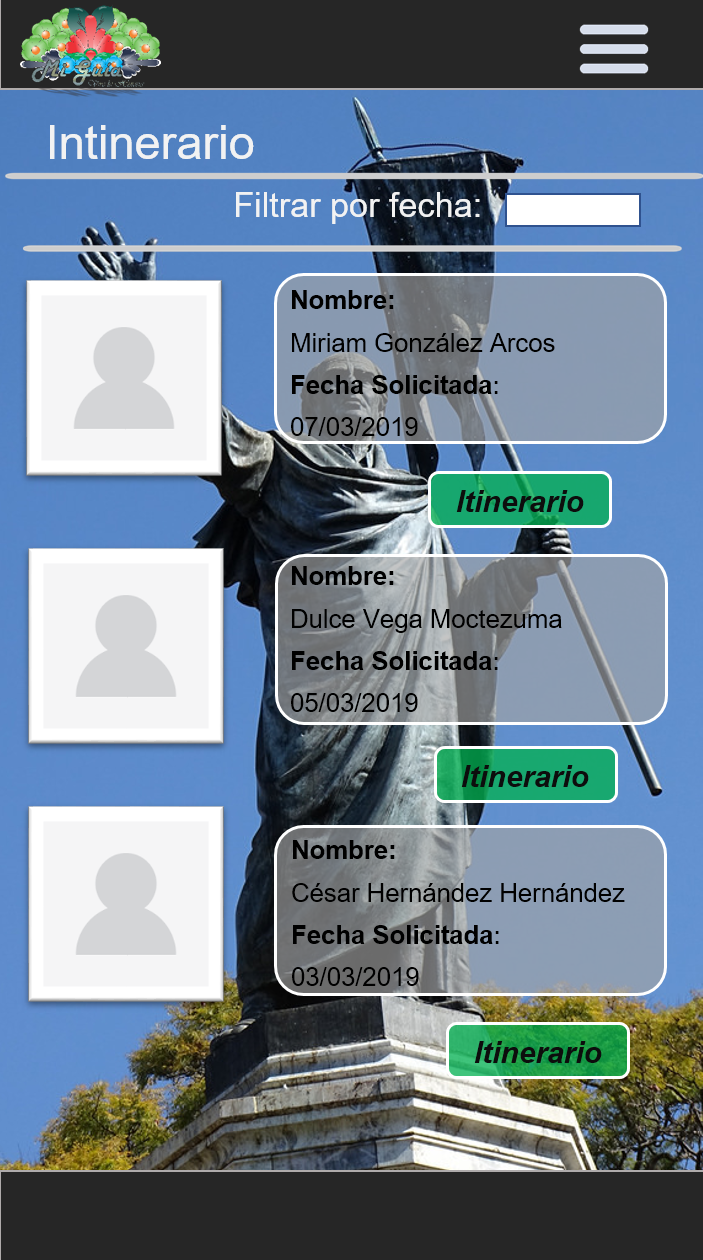 Mi Guía
Intinerario
Filtrar por fecha:
Nombre:
Miriam González Arcos
Fecha Solicitada:
07/03/2019
Itinerario
Nombre:
Dulce Vega Moctezuma
Fecha Solicitada:
05/03/2019
Itinerario
Nombre:
César Hernández Hernández
Fecha Solicitada:
03/03/2019
Itinerario